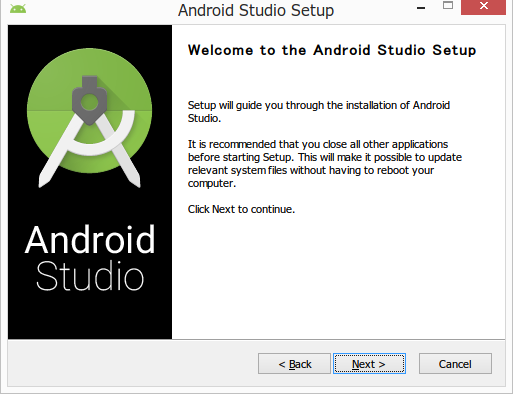 Android Studio Setup
Welcome to the Android Studio Setup
Setup will guide you through the installation of Android
Studio.
It is recommended that you close all other applications
before starting Setup. This will make it possible to update
relevant system files without having to reboot your
computer.
Click Next to continue.
Android
Studio
< Back
Next >
Cancel